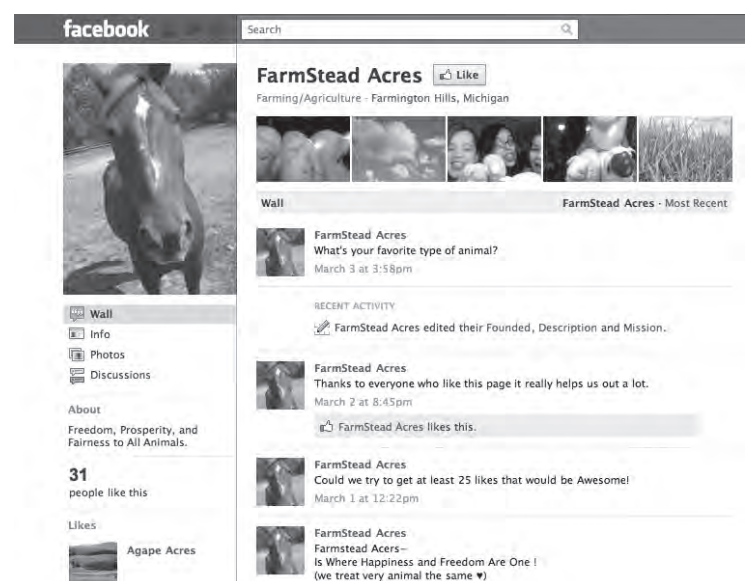 facebook
Search
FarmStead Acres
Like
Farming/Agriculture · Farmington Hills, Michigan
Wall
FarmStead Acres · Most Recent
FarmStead Acres
What's your favorite type of animal?
March 3 at 3:58pm
RECENT ACTIVITY
FarmStead Acres edited their Founded, Description and Mission.
FarmStead Acres
Thanks to everyone who like this page it really helps us out a lot.
March 2 at 8:45pm
FarmStead Acres likes this.
FarmStead Acres
Could we try to get at least 25 likes that would be Awesome!
March 1 at 12:22pm
FarmStead Acres
Farmstead Acers~
Is Where Happiness and Freedom Are One !
(we treat very animal the same ♥)
Wall
Info
Photos
Discussions
About
Freedom, Prosperity, and
Fairness to All Animals.
31
people like this
Likes
Agape Acres